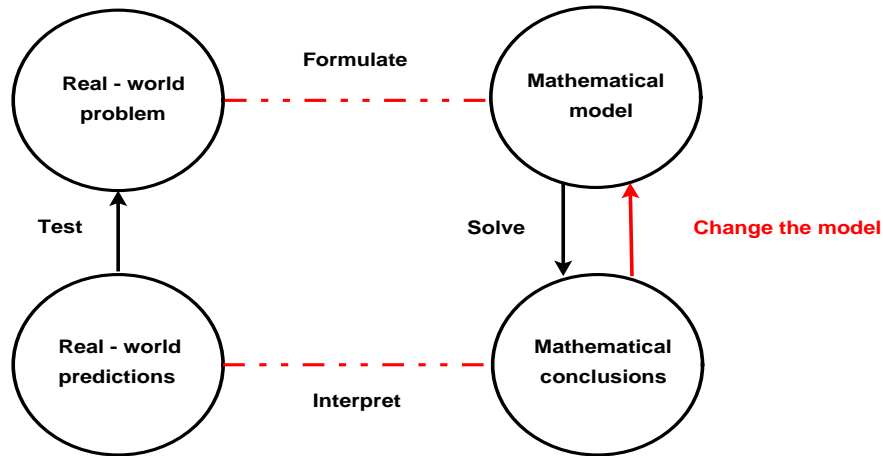 Real - world
problem
Formulate
Mathematical
model
Test
Solve
Change the model
Real - world
predictions
Interpret
Mathematical
conclusions